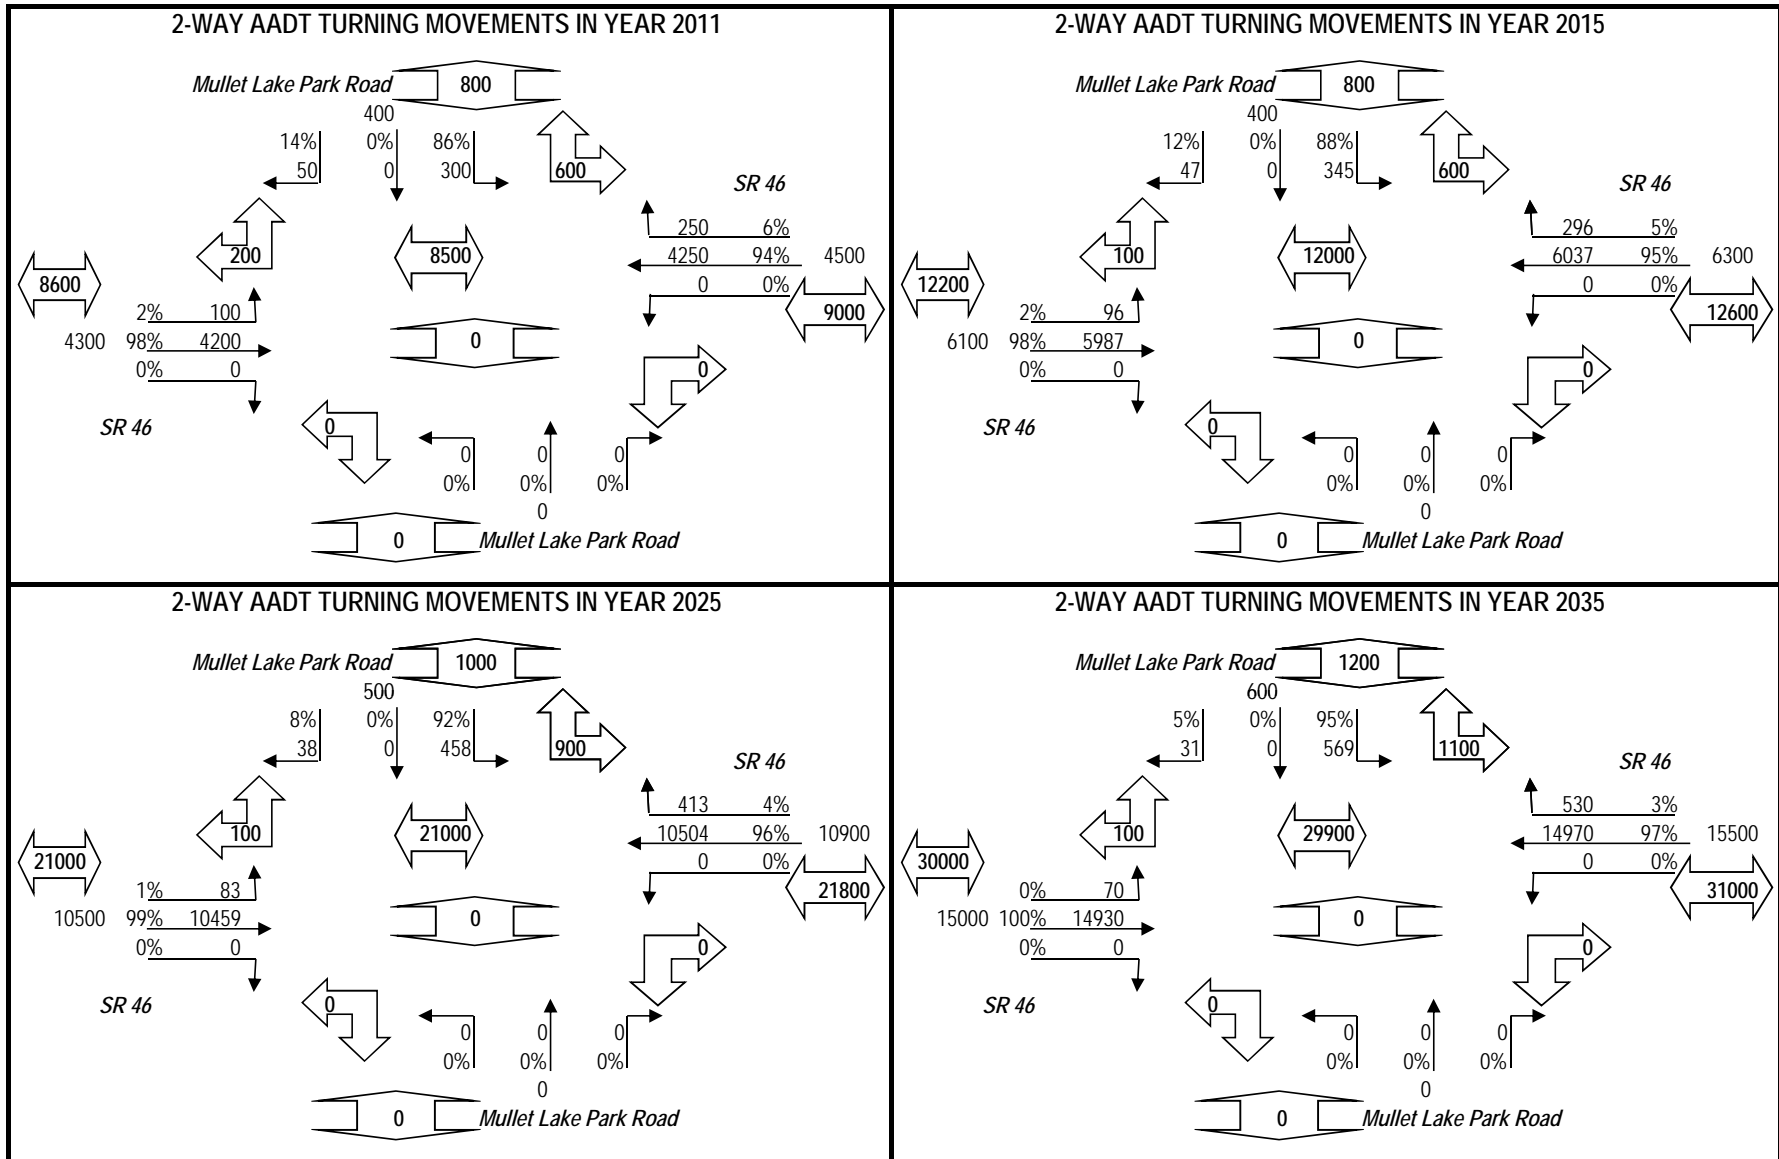 2-WAY AADT TURNING MOVEMENTS IN YEAR 2011
Mullet Lake Park Road 800
400
14% 0% 86%
50 0 300 600
SR 46
250 6%
200 8500 4250 94% 4500
8600 0 0%
2% 100 9000
4300 98% 4200 0
0% 0 0
SR 46 0
0 0 0
0% 0% 0%
0
0 Mullet Lake Park Road
2-WAY AADT TURNING MOVEMENTS IN YEAR 2015
Mullet Lake Park Road 800
400
12% 0% 88%
47 0 345 600
SR 46
296 5%
100 12000 6037 95% 6300
12200 0 0%
2% 96 12600
6100 98% 5987 0
0% 0 0
SR 46 0
0 0 0
0% 0% 0%
0
0 Mullet Lake Park Road
2-WAY AADT TURNING MOVEMENTS IN YEAR 2025
Mullet Lake Park Road 1000
500
8% 0% 92%
38 0 458 900
SR 46
413 4%
100 21000 10504 96% 10900
21000 0 0%
1% 83 21800
10500 99% 10459 0
0% 0 0
SR 46 0
0 0 0
0% 0% 0%
0
0 Mullet Lake Park Road
2-WAY AADT TURNING MOVEMENTS IN YEAR 2035
Mullet Lake Park Road 1200
600
5% 0% 95%
31 0 569 1100
SR 46
530 3%
100 29900 14970 97% 15500
30000 0 0%
0% 70 31000
15000 100% 14930 0
0% 0 0
SR 46 0
0 0 0
0% 0% 0%
0
0 Mullet Lake Park Road